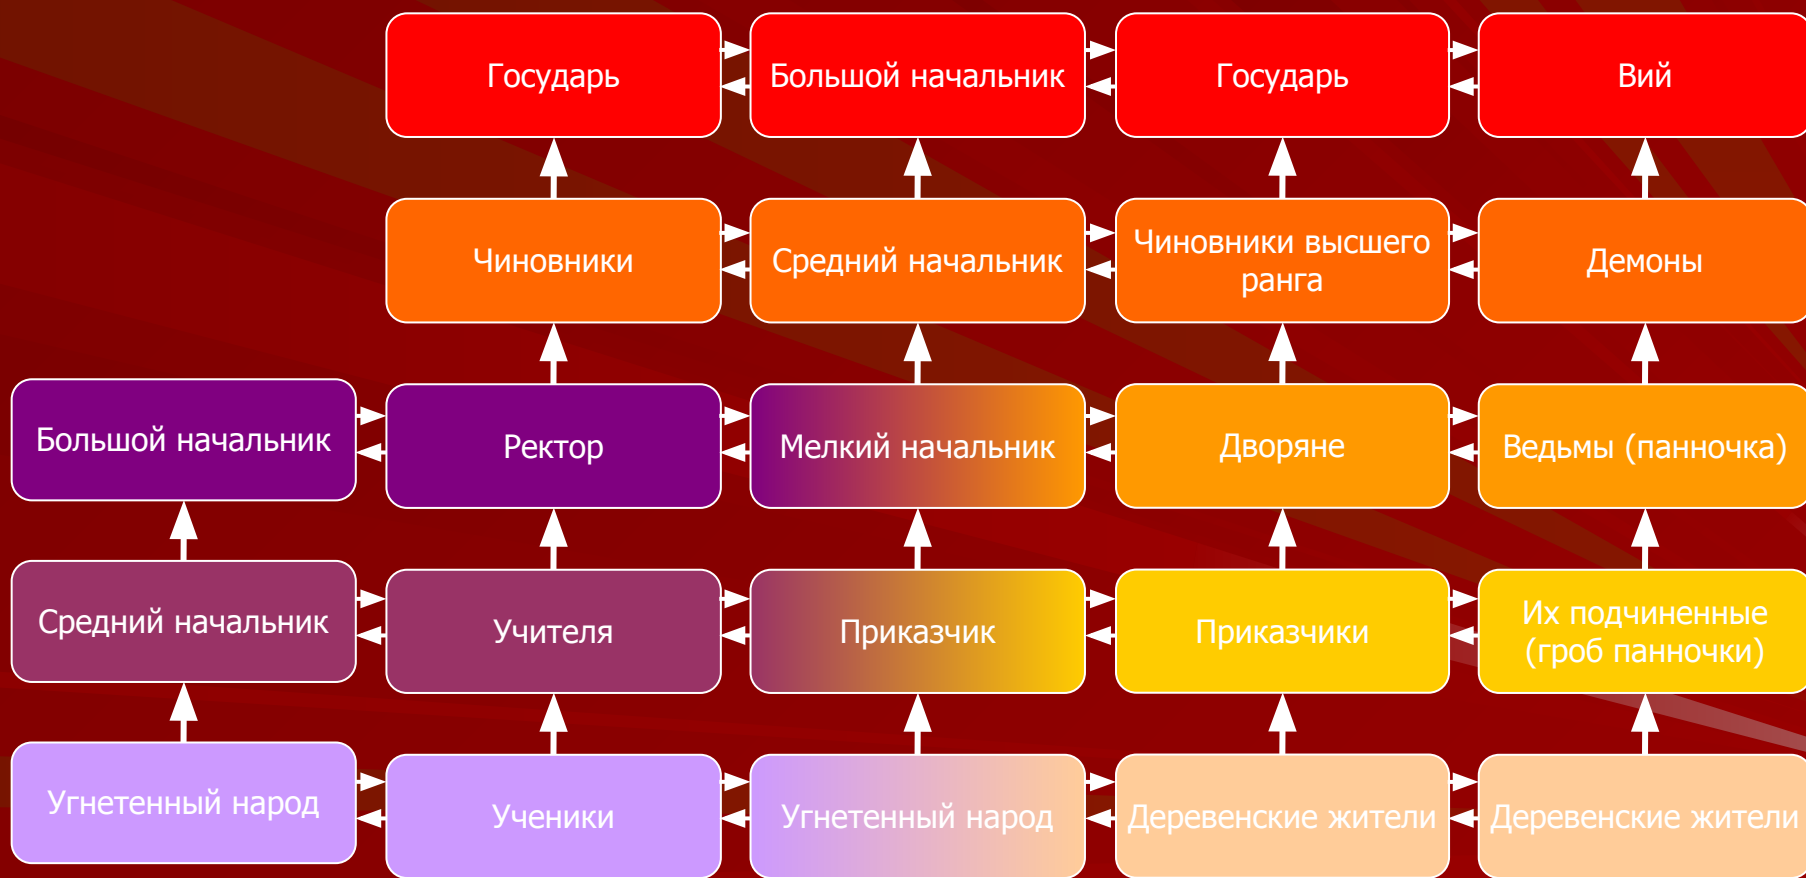 Государь
Большой начальник
Государь
Вий
Чиновники
Средний начальник
Чиновники высшего
ранга
Демоны
Большой начальник
Ректор
Мелкий начальник
Дворяне
Ведьмы (панночка)
Средний начальник
Учителя
Приказчик
Приказчики
Их подчиненные
(гроб панночки)
Угнетенный народ
Ученики
Угнетенный народ
Деревенские жители
Деревенские жители